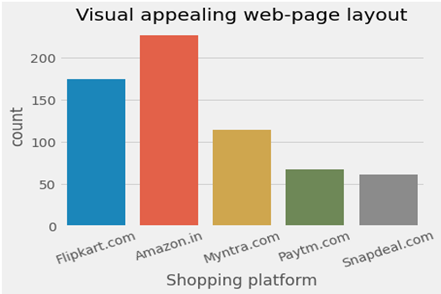 Visual appealing web-page layout
count
200
150
100
50
0
Flipkart.com
Amazon.in
Myntra.com
Paytm.com
Snapdeal.com
Shopping platform